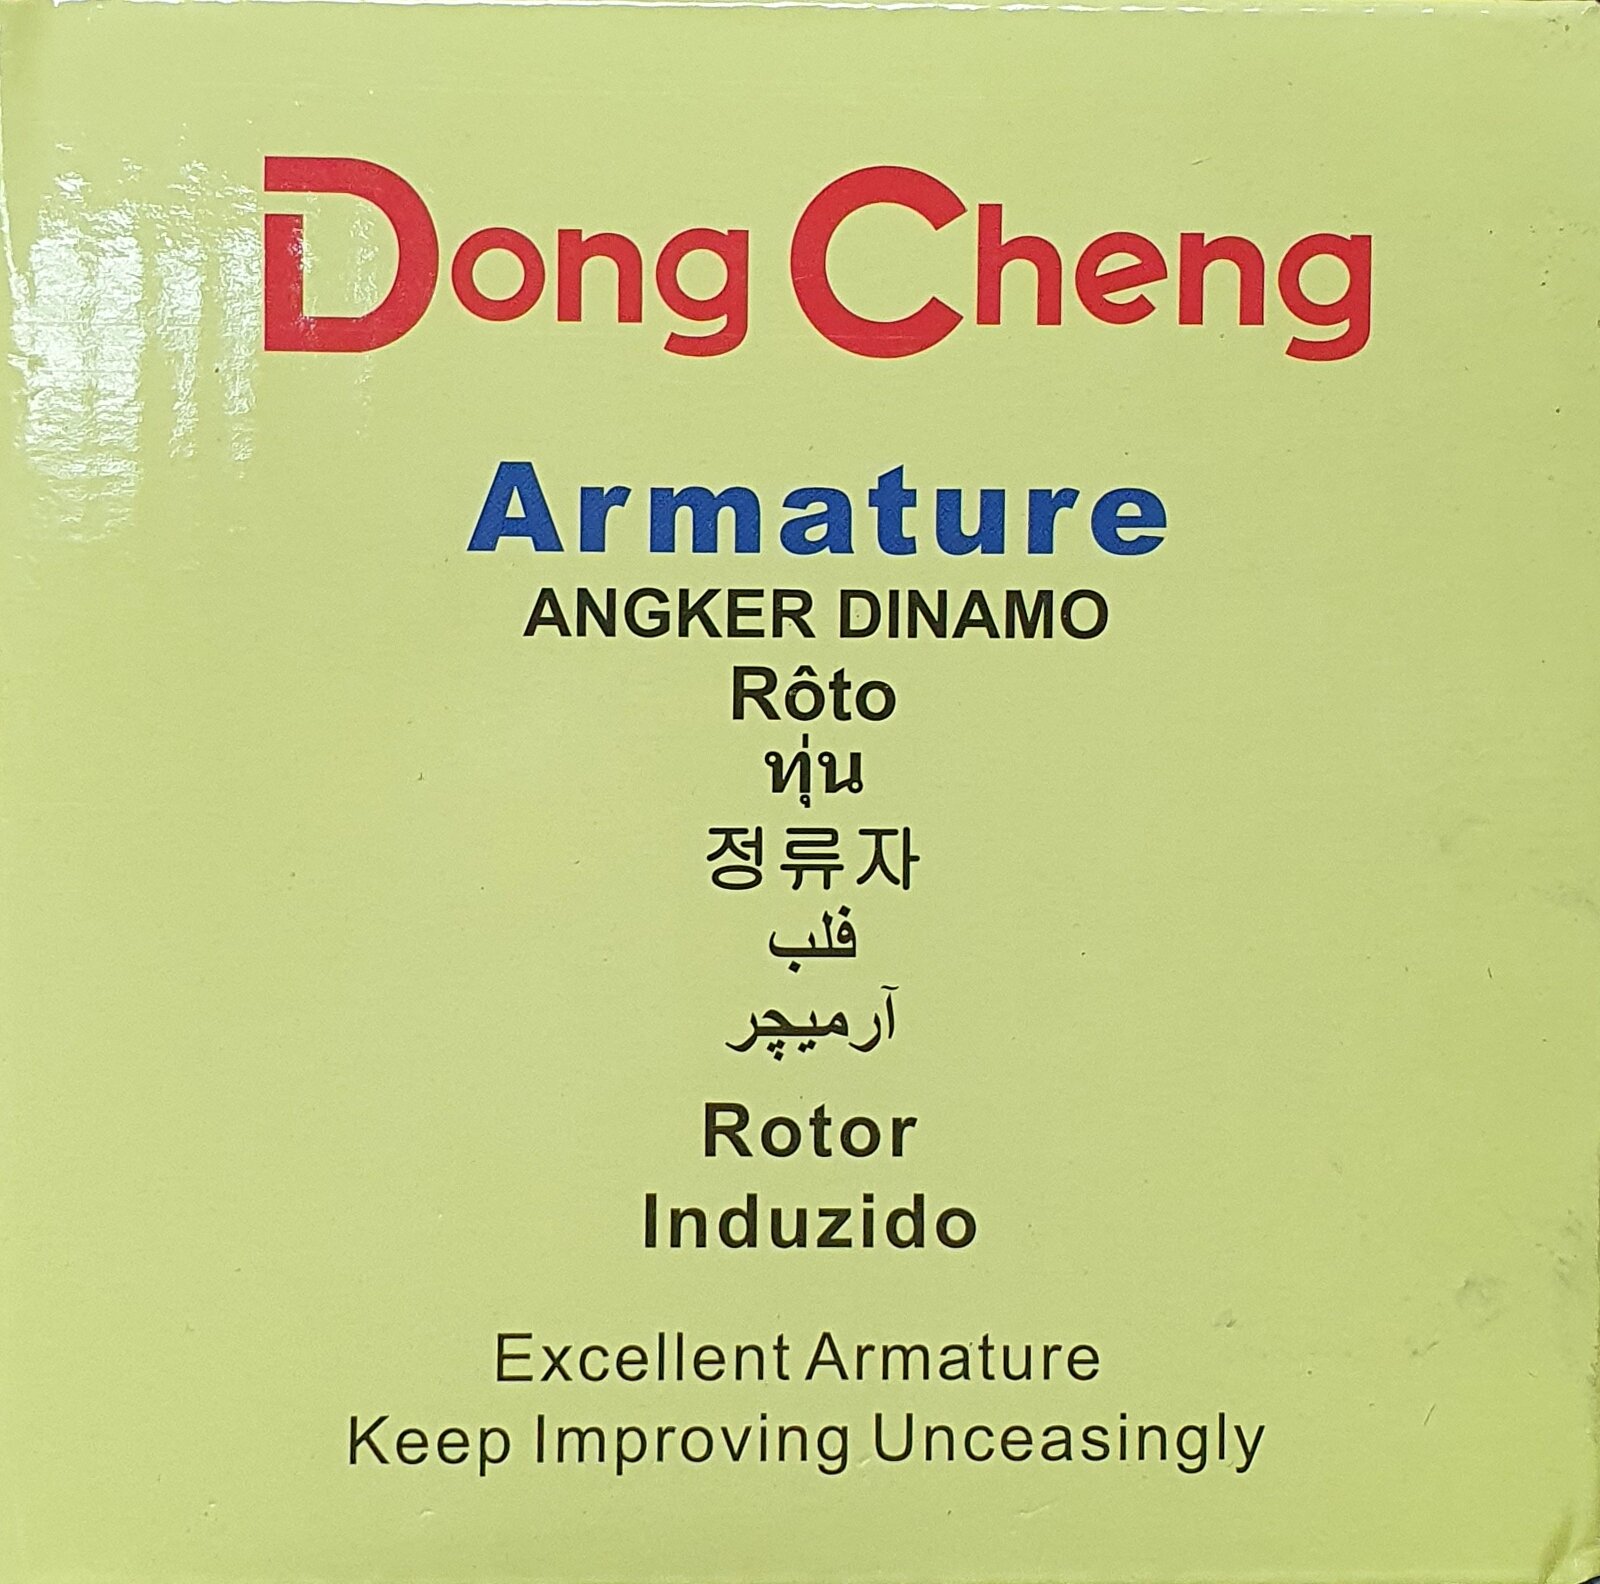 Dong Cheng
Armature
ANGKER DINAMO
Rôto
ทุ่น
정류자
فلب
آرميچر
Rotor
Induzido
Excellent Armature
Keep Improving Unceasingly